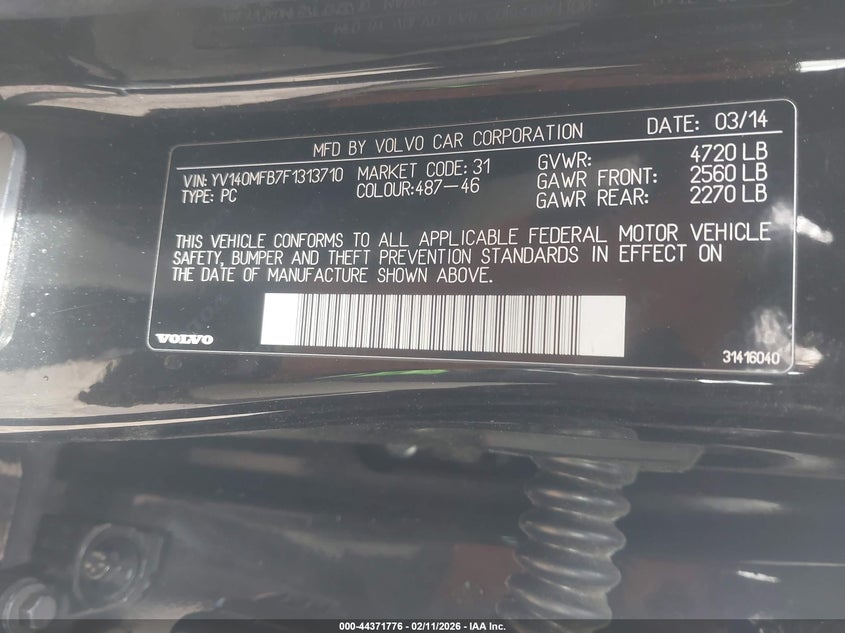 MFD BY VOLVO CAR CORPORATION DATE: 03/14
VIN: YV140MFB7F1313710 MARKET CODE: 31 GVWR: 4720 LB
TYPE: PC COLOUR:487-46 GAWR FRONT: 2560 LB
GAWR REAR: 2270 LB
THIS VEHICLE CONFORMS TO ALL APPLICABLE FEDERAL MOTOR VEHICLE
SAFETY, BUMPER AND THEFT PREVENTION STANDARDS IN EFFECT ON
THE DATE OF MANUFACTURE SHOWN ABOVE.
VOLVO 31416040
000-44371776 - 02/11/2026 - IAA Inc.